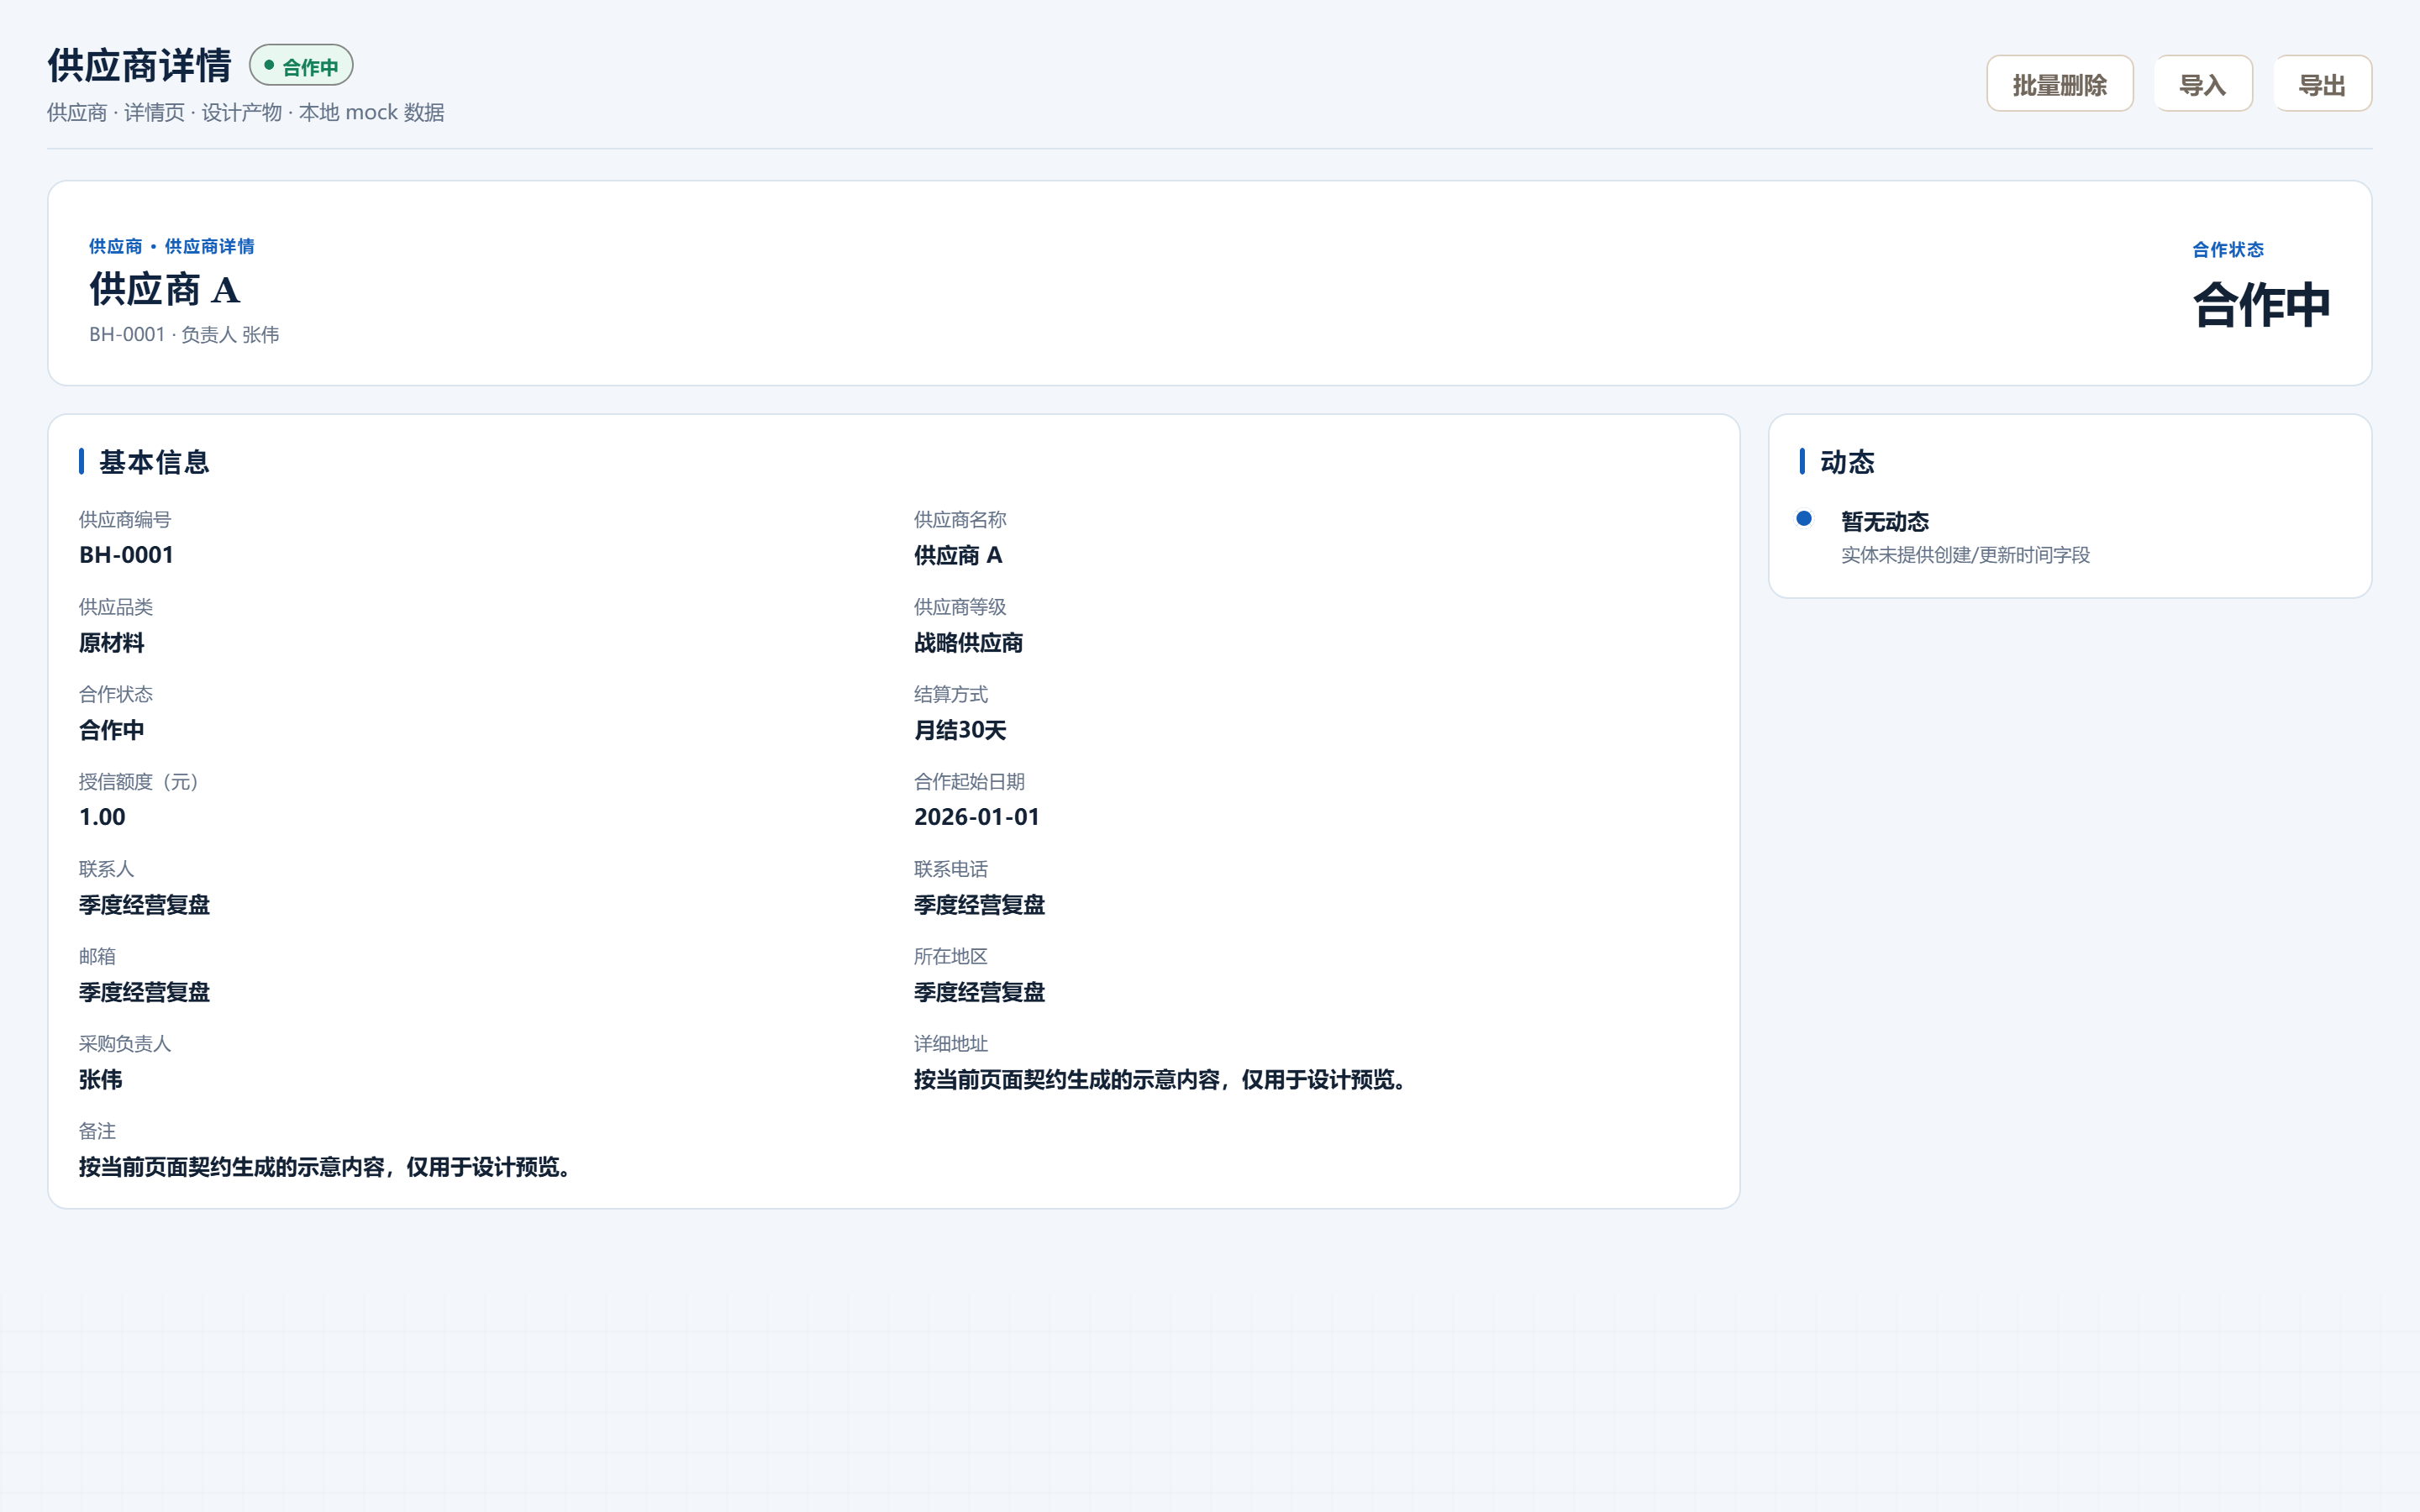 供应商详情
合作中
供应商 · 详情页 · 设计产物 · 本地 mock 数据
批量删除
导入
导出
供应商 • 供应商详情
供应商 A
BH-0001 · 负责人 张伟
合作状态
合作中
基本信息
供应商编号
BH-0001
供应商名称
供应商 A
供应品类
原材料
供应商等级
战略供应商
合作状态
合作中
结算方式
月结30天
授信额度（元）
1.00
合作起始日期
2026-01-01
联系人
季度经营复盘
联系电话
季度经营复盘
邮箱
季度经营复盘
所在地区
季度经营复盘
采购负责人
张伟
详细地址
按当前页面契约生成的示意内容，仅用于设计预览。
备注
按当前页面契约生成的示意内容，仅用于设计预览。
动态
暂无动态
实体未提供创建/更新时间字段